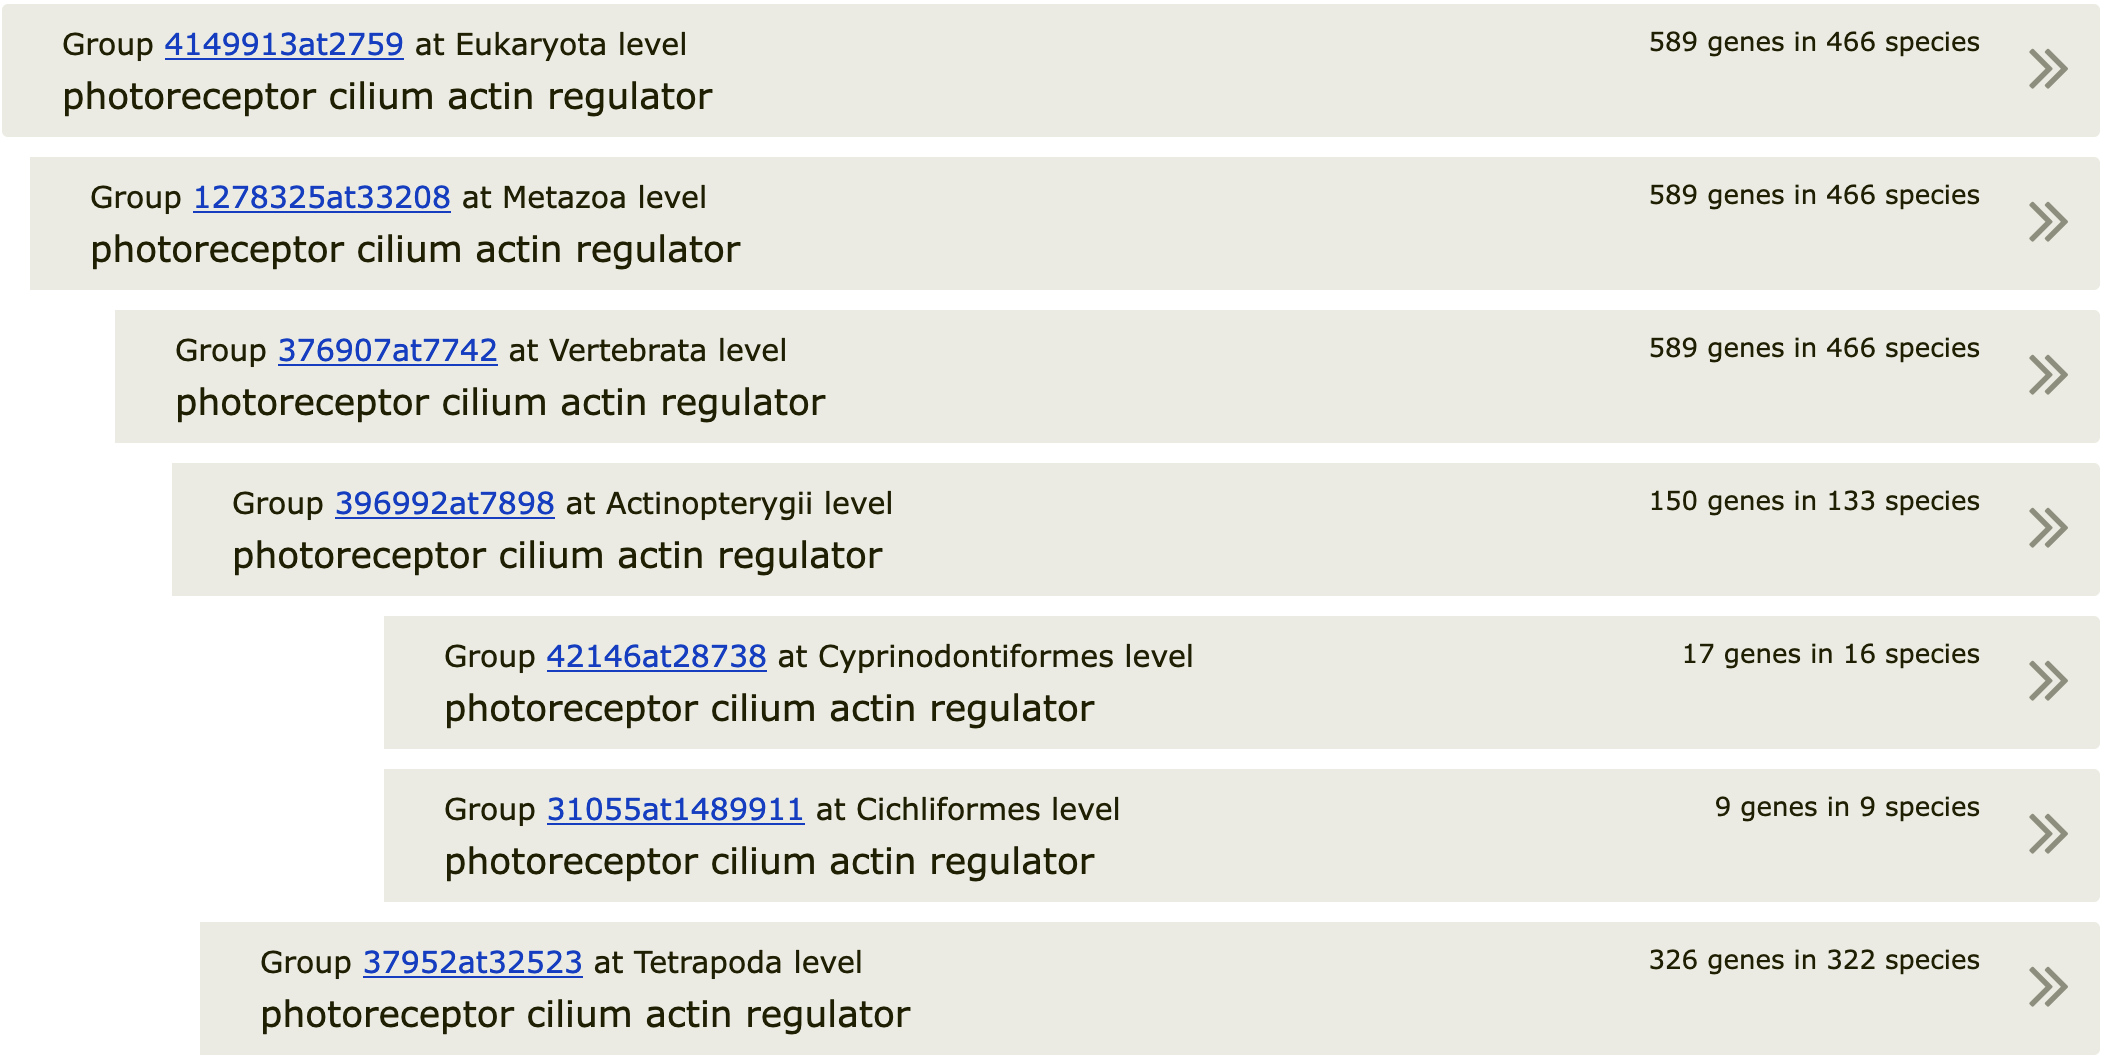 Group 4149913at2759 at Eukaryota level 589 genes in 466 species
photoreceptor cilium actin regulator
Group 1278325at33208 at Metazoa level 589 genes in 466 species
photoreceptor cilium actin regulator
Group 376907at7742 at Vertebrata level 589 genes in 466 species
photoreceptor cilium actin regulator
Group 396992at7898 at Actinopterygii level 150 genes in 133 species
photoreceptor cilium actin regulator
Group 42146at28738 at Cyprinodontiformes level 17 genes in 16 species
photoreceptor cilium actin regulator
Group 31055at1489911 at Cichliformes level 9 genes in 9 species
photoreceptor cilium actin regulator
Group 37952at32523 at Tetrapoda level 326 genes in 322 species
photoreceptor cilium actin regulator